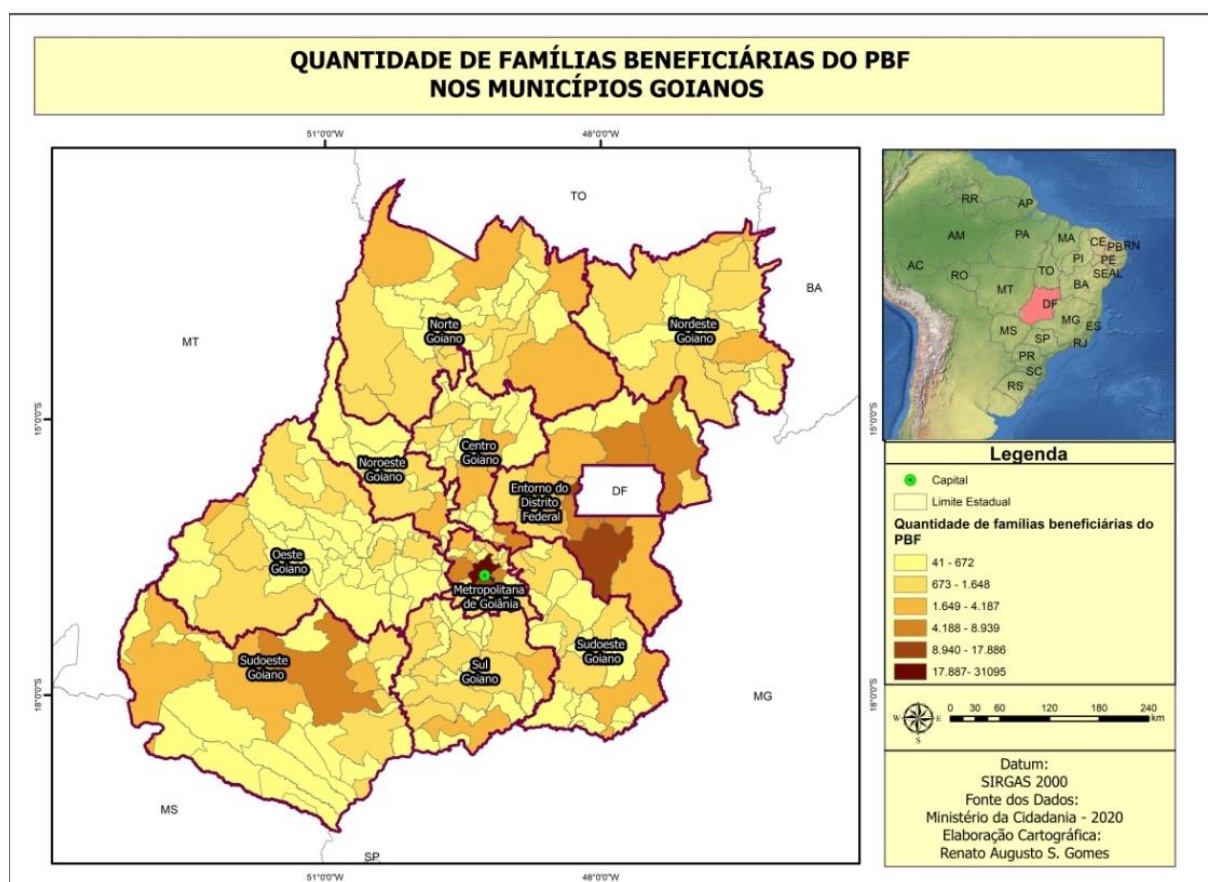 QUANTIDADE DE FAMÍLIAS BENEFICIÁRIAS DO PBF
NOS MUNICÍPIOS GOIANOS
51°0'0"W
48°0'0"W
TO
MT
BA
Norte
Goiano
Nordeste
Goiano
15°0'0"S
15°0'0"S
Centro
Goiano
Noroeste
Goiano
Entorno do
Distrito
Federal
DF
Oeste
Goiano
Metropolitana
de Goiânia
Sudoeste
Goiano
Sul
Goiano
Sudoeste
Goiano
18°0'0"S
18°0'0"S
MG
MS
SP
51°0'0"W
48°0'0"W
RR
AP
AM
PA
MA
CE
RN
PB
PI
PE
AC
RO
TO
SE
AL
MT
BA
DF
MG
ES
MS
SP
RJ
PR
SC
RS
Legenda
Capital
Limite Estadual
Quantidade de famílias beneficiárias do
PBF
41 - 672
673 - 1.648
1.649 - 4.187
4.188 - 8.939
8.940 - 17.886
17.887- 31095
N
W
E
S
0 30 60 120 180 240
km
Datum:
SIRGAS 2000
Fonte dos Dados:
Ministério da Cidadania - 2020
Elaboração Cartográfica:
Renato Augusto S. Gomes